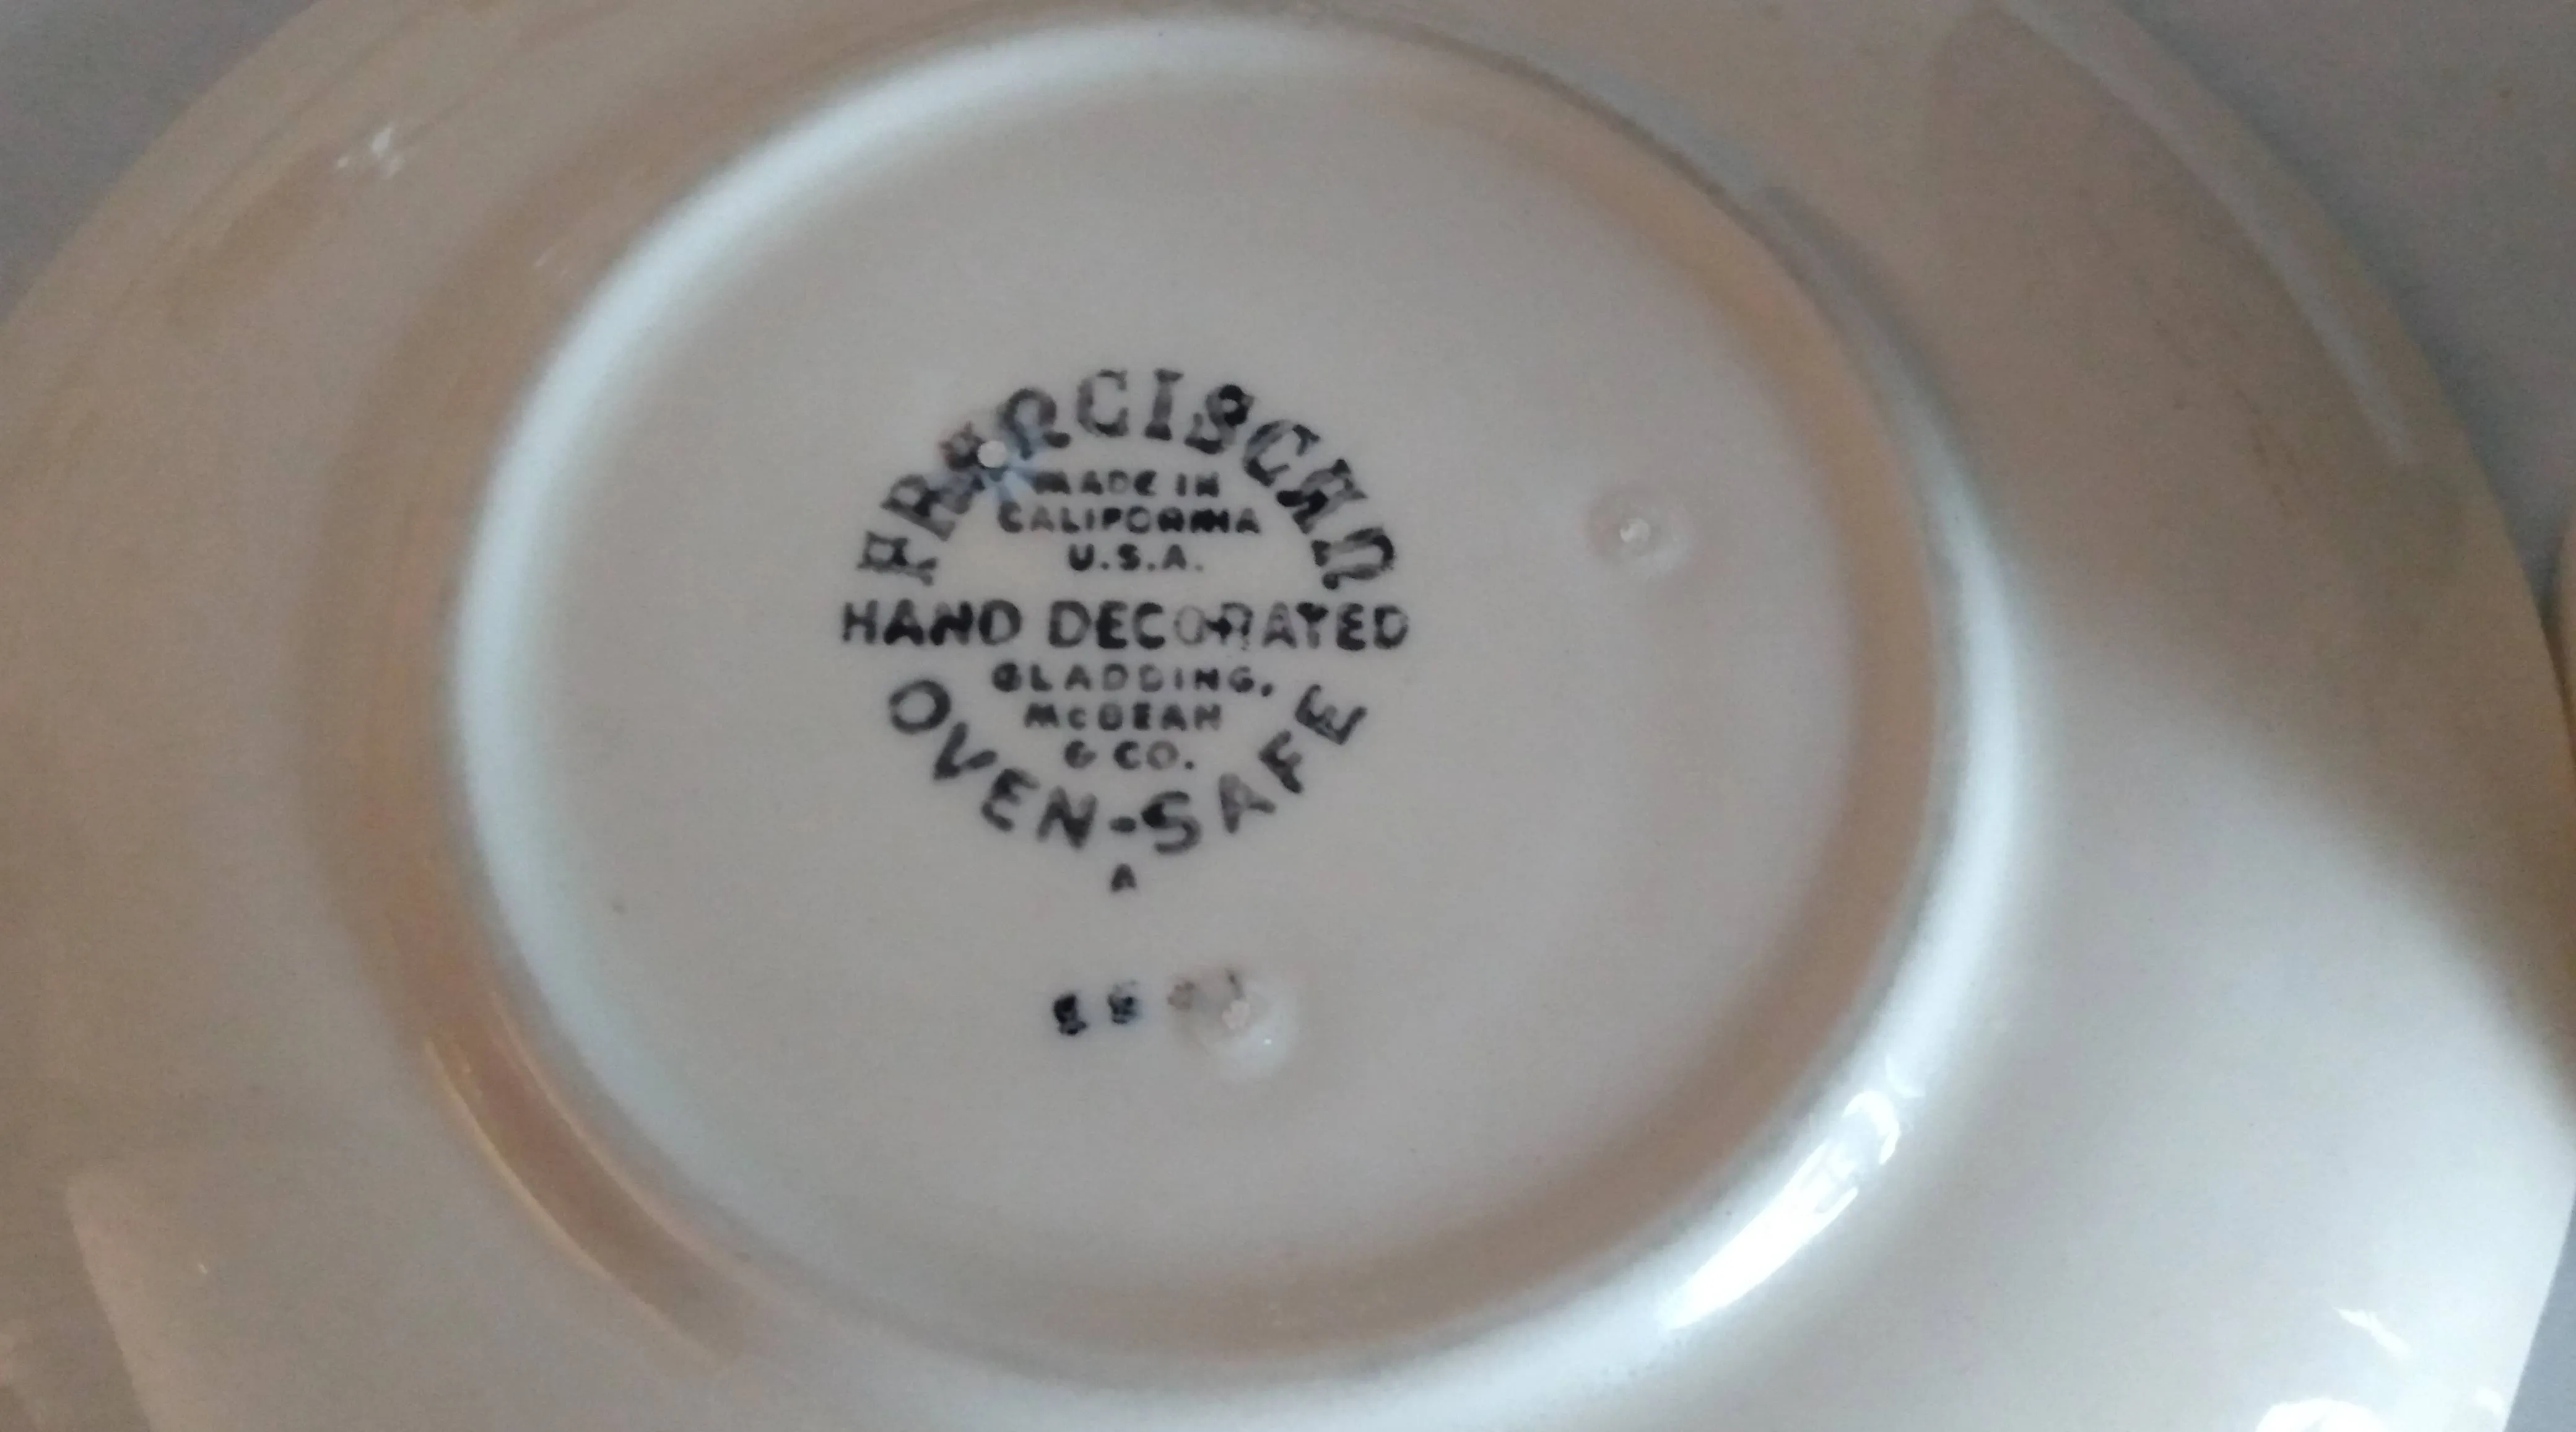 FRANCISCAN
MADE IN
CALIFORNIA
U.S.A.
HAND DECORATED
GLADDING,
McBEAN
& CO.
OVEN-SAFE
A